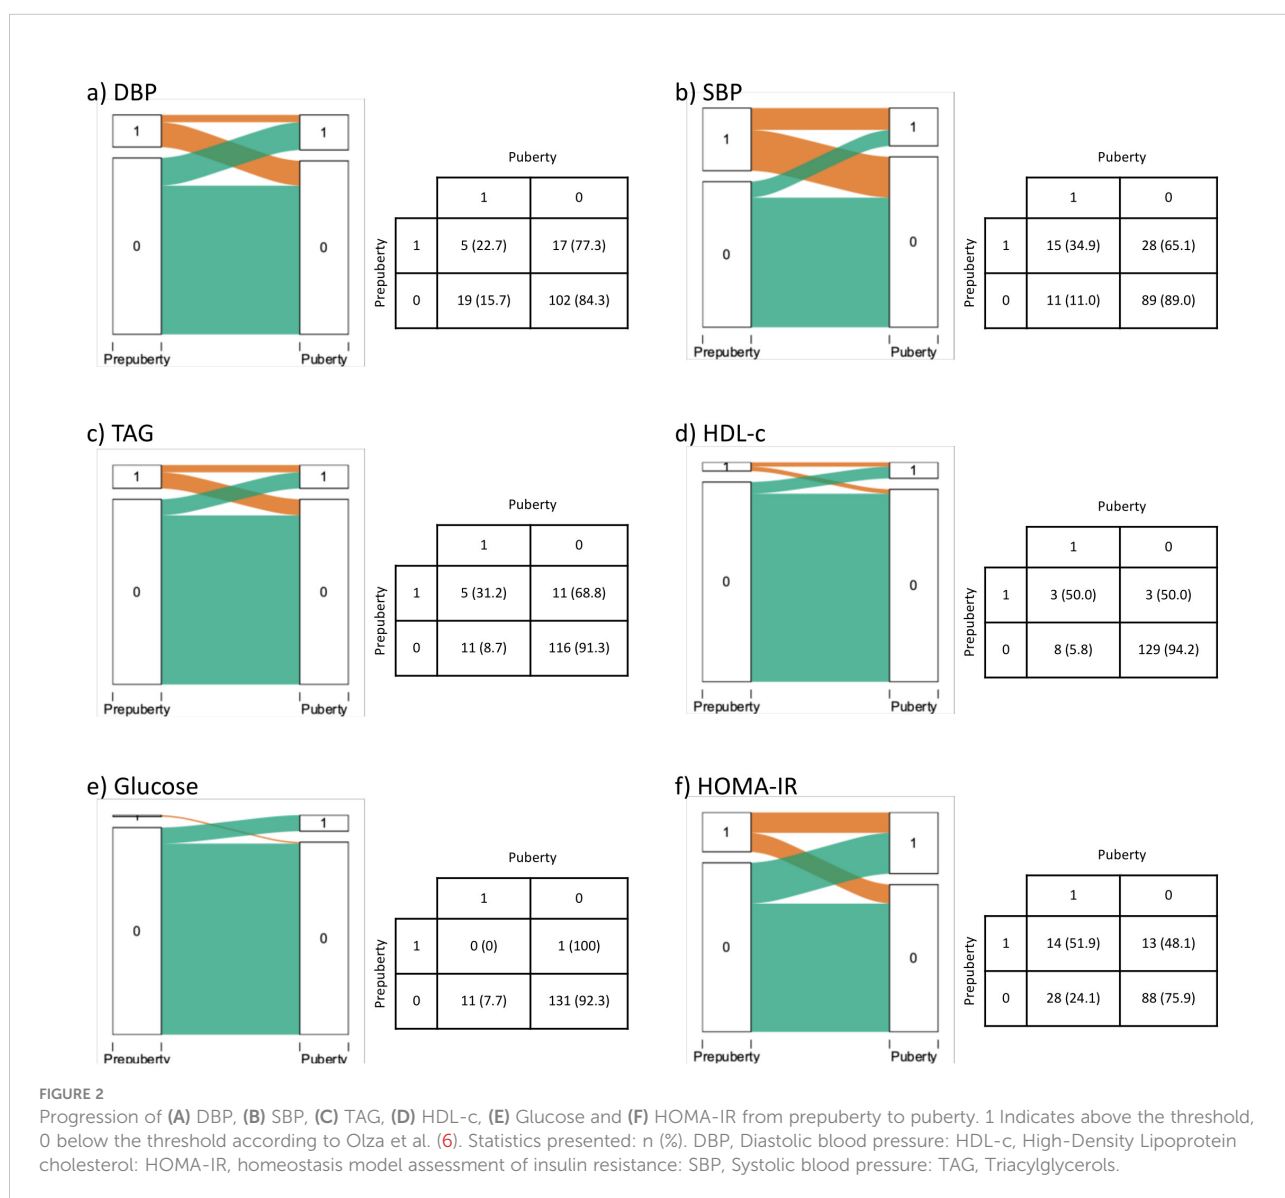 a) DBP
1
1
0
0
Prepuberty
Puberty
Puberty
1
0
Prepuberty
1
5 (22.7)
17 (77.3)
0
19 (15.7)
102 (84.3)
b) SBP
1
1
0
0
Prepuberty
Puberty
Puberty
1
0
Prepuberty
1
15 (34.9)
28 (65.1)
0
11 (11.0)
89 (89.0)
c) TAG
1
1
0
0
Prepuberty
Puberty
Puberty
1
0
Prepuberty
1
5 (31.2)
11 (68.8)
0
11 (8.7)
116 (91.3)
d) HDL-c
1
1
0
0
Prepuberty
Puberty
Puberty
1
0
Prepuberty
1
3 (50.0)
3 (50.0)
0
8 (5.8)
129 (94.2)
e) Glucose
1
1
0
0
Prepuberty
Puberty
Puberty
1
0
Prepuberty
1
0 (0)
1 (100)
0
11 (7.7)
131 (92.3)
f) HOMA-IR
1
1
0
0
Prepuberty
Puberty
Puberty
1
0
Prepuberty
1
14 (51.9)
13 (48.1)
0
28 (24.1)
88 (75.9)
FIGURE 2
Progression of (A) DBP, (B) SBP, (C) TAG, (D) HDL-c, (E) Glucose and (F) HOMA-IR from prepuberty to puberty. 1 Indicates above the threshold,
0 below the threshold according to Olza et al. (6). Statistics presented: n (%). DBP, Diastolic blood pressure: HDL-c, High-Density Lipoprotein
cholesterol: HOMA-IR, homeostasis model assessment of insulin resistance: SBP, Systolic blood pressure: TAG, Triacylglycerols.